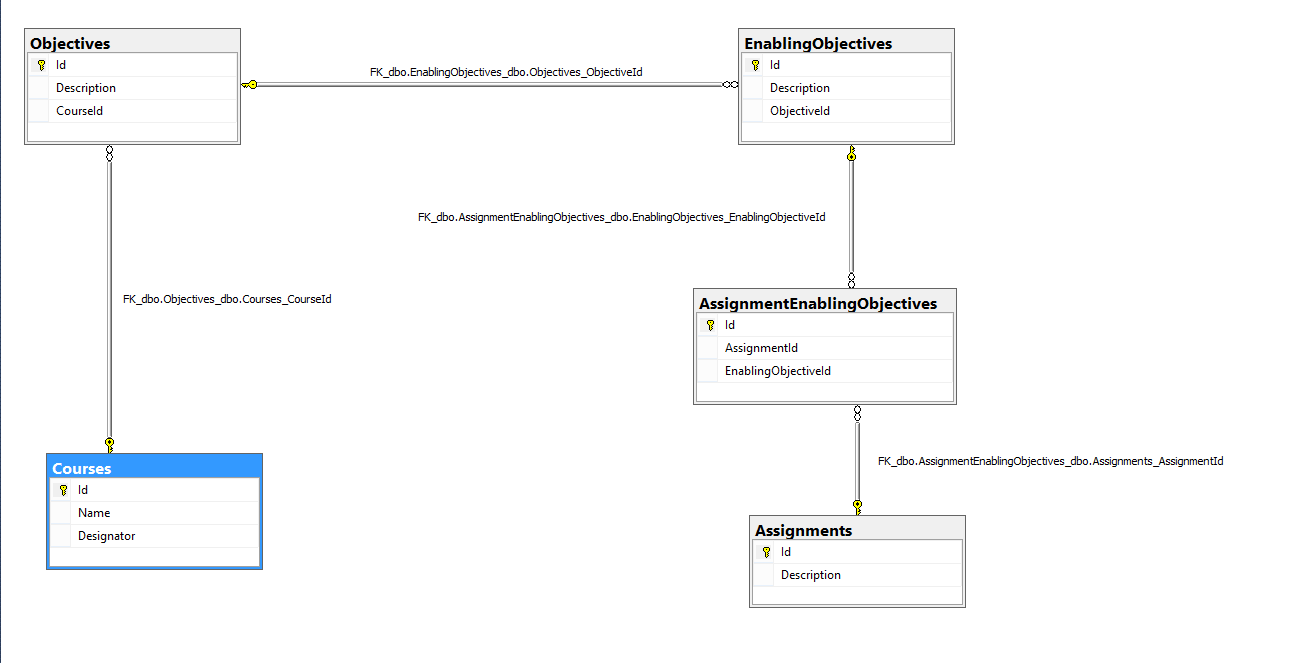 Objectives
Id
Description
CourseId
FK_dbo.EnablingObjectives_dbo.Objectives_ObjectiveId
EnablingObjectives
Id
Description
ObjectiveId
FK_dbo.AssignmentEnablingObjectives_dbo.EnablingObjectives_EnablingObjectiveId
FK_dbo.Objectives_dbo.Courses_CourseId
AssignmentEnablingObjectives
Id
AssignmentId
EnablingObjectiveId
FK_dbo.AssignmentEnablingObjectives_dbo.Assignments_AssignmentId
Courses
Id
Name
Designator
Assignments
Id
Description